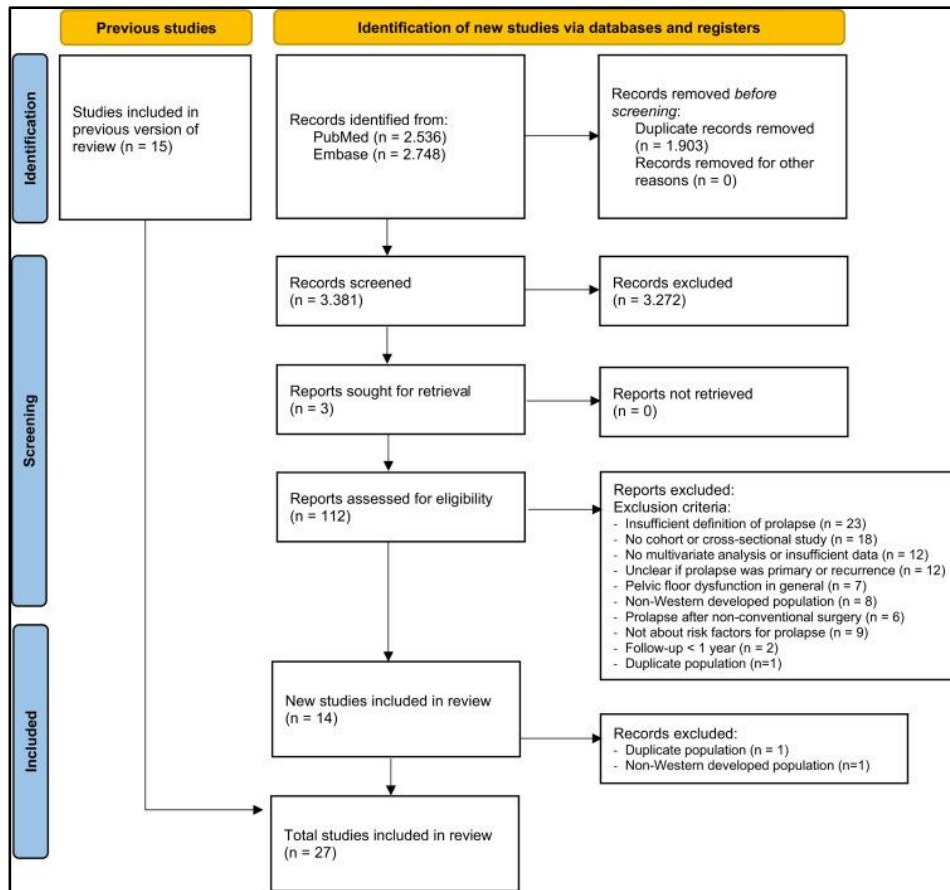 Previous studies
Identification of new studies via databases and registers
Identification
Studies included in
previous version of
review (n = 15)
Records identified from:
PubMed (n = 2.536)
Embase (n = 2.748)
Records removed before
screening:
Duplicate records removed
(n = 1.903)
Records removed for other
reasons (n = 0)
Screening
Records screened
(n = 3.381)
Records excluded
(n = 3.272)
Reports sought for retrieval
(n = 3)
Reports not retrieved
(n = 0)
Reports assessed for eligibility
(n = 112)
Reports excluded:
Exclusion criteria:
- Insufficient definition of prolapse (n = 23)
- No cohort or cross-sectional study (n = 18)
- No multivariate analysis or insufficient data (n = 12)
- Unclear if prolapse was primary or recurrence (n = 12)
- Pelvic floor dysfunction in general (n = 7)
- Non-Western developed population (n = 8)
- Prolapse after non-conventional surgery (n = 6)
- Not about risk factors for prolapse (n = 9)
- Follow-up < 1 year (n = 2)
- Duplicate population (n=1)
Included
New studies included in review
(n = 14)
Records excluded:
- Duplicate population (n = 1)
- Non-Western developed population (n=1)
Total studies included in review
(n = 27)